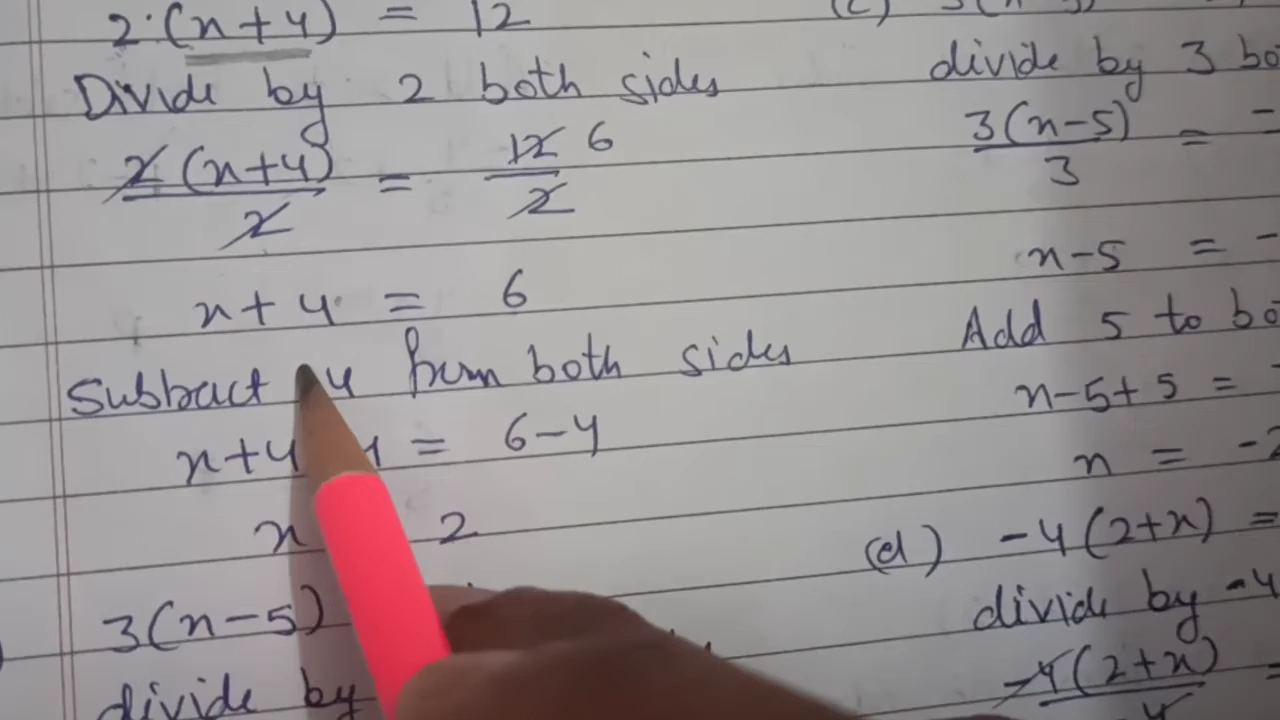 2·(x+4) = 12
Divide by 2 both sides
2(x+4)/2 = 12/2 6
x+4 = 6
Subtract 4 from both sides
x+4 = 6-4
x 2
3(x-5)
divide by
(c)
divide by 3 bo
3(x-5)/3 = -
x-5 = -
Add 5 to bo
x-5+5 =
x = -2
(d) -4(2+x) =
divide by -4
-4(2+x) =